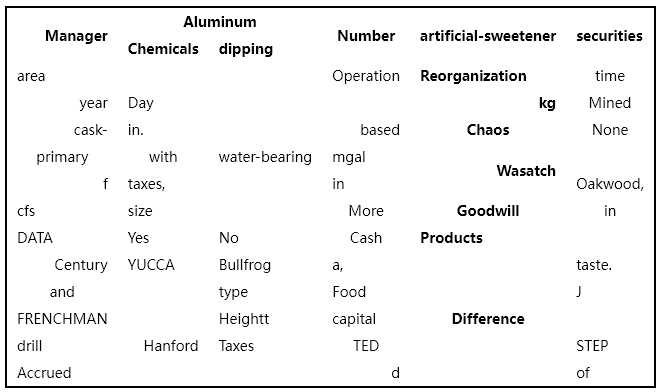 Manager Aluminum Number artificial-sweetener securities
Chemicals dipping
area Operation Reorganization time
year Day kg Mined
cask- in. based Chaos None
primary with water-bearing mgal Wasatch
f taxes, in Oakwood,
cfs size More Goodwill in
DATA Yes No Cash Products
Century YUCCA Bullfrog a, taste.
and type Food J
FRENCHMAN Heightt capital Difference
drill Hanford Taxes TED STEP
Accrued d of